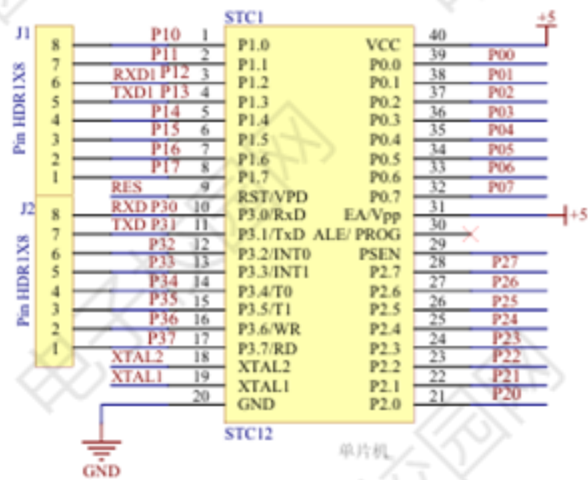 STC1
+5
J1
Pin HDR1X8
8 P10 1 P1.0 VCC 40
7 P11 2 P1.1 P0.0 39 P00
6 RXD1 P12 3 P1.2 P0.1 38 P01
5 TXD1 P13 4 P1.3 P0.2 37 P02
4 P14 5 P1.4 P0.3 36 P03
3 P15 6 P1.5 P0.4 35 P04
2 P16 7 P1.6 P0.5 34 P05
1 P17 8 P1.7 P0.6 33 P06
RES 9 RST/VPD P0.7 32 P07
J2
Pin HDR1X8
8 RXD P30 10 P3.0/RxD EA/Vpp 31 +5
7 TXD P31 11 P3.1/TxD ALE/ PROG 30
6 P32 12 P3.2/INT0 PSEN 29
5 P33 13 P3.3/INT1 P2.7 28 P27
4 P34 14 P3.4/T0 P2.6 27 P26
3 P35 15 P3.5/T1 P2.5 26 P25
2 P36 16 P3.6/WR P2.4 25 P24
1 P37 17 P3.7/RD P2.3 24 P23
XTAL2 18 XTAL2 P2.2 23 P22
XTAL1 19 XTAL1 P2.1 22 P21
20 GND P2.0 21 P20
STC12
单片机
GND